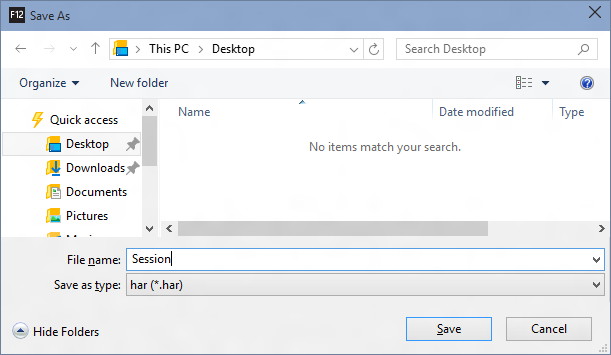 F12 Save As
This PC > Desktop
Search Desktop
Organize New folder ?
Quick access
Desktop
Downloads
Documents
Pictures
Name Date modified Type
No items match your search.
File name: Session
Save as type: har (*.har)
Hide Folders Save Cancel